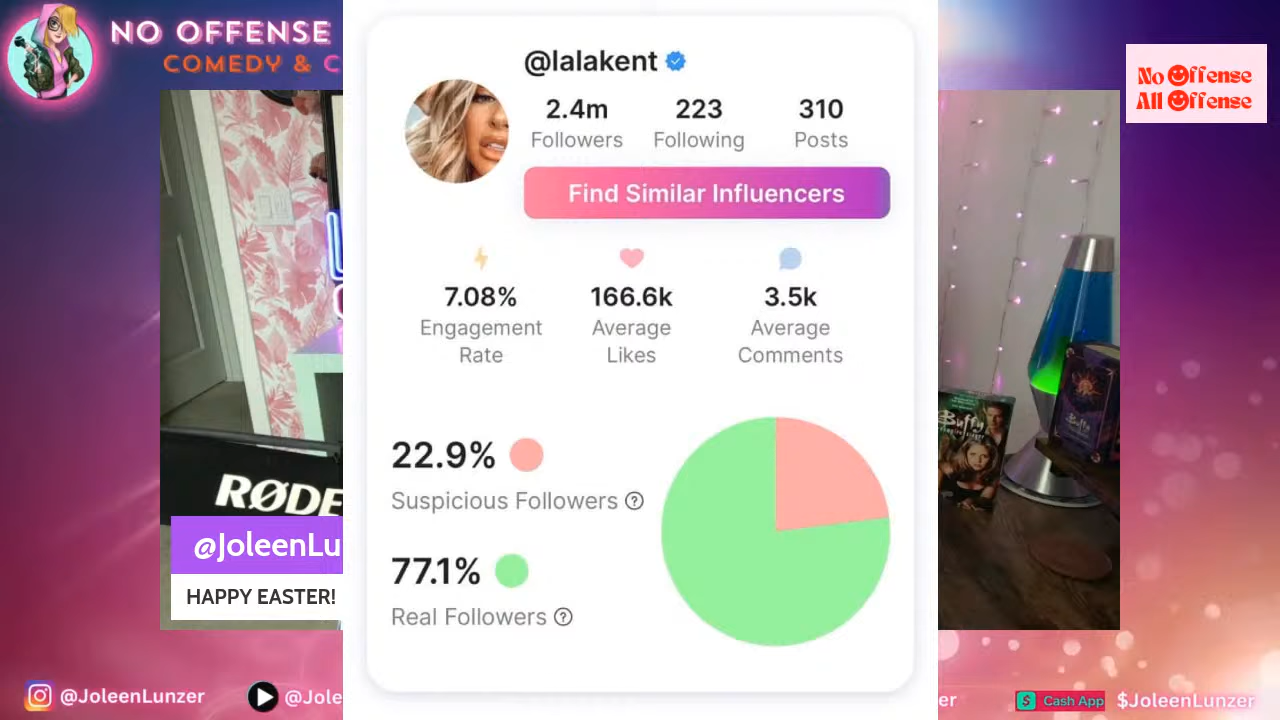 NO OFFENSE
COMEDY & C
@lalakent
2.4m
Followers
223
Following
310
Posts
Find Similar Influencers
7.08%
Engagement
Rate
166.6k
Average
Likes
3.5k
Average
Comments
22.9%
Suspicious Followers ?
77.1%
Real Followers ?
No Offense
All Offense
Buffy
Buffy
RØDE
@JoleenLu
HAPPY EASTER!
@JoleenLunzer
@Jole
er
$ Cash App
$JoleenLunzer